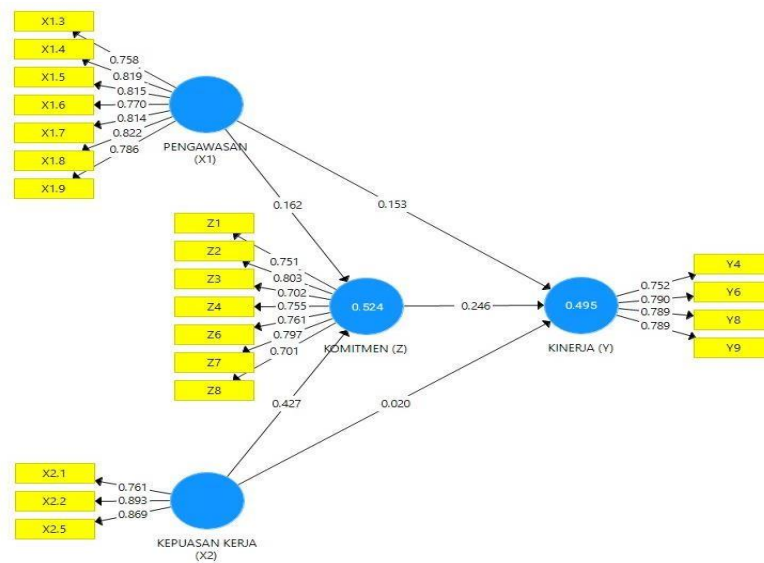 X1.3
X1.4
X1.5
X1.6
X1.7
X1.8
X1.9
0.758
0.819
0.815
0.770
0.814
0.822
0.786
PENGAWASAN
(X1)
0.162
0.153
Z1
Z2
Z3
Z4
Z6
Z7
Z8
0.751
0.803
0.702
0.755
0.761
0.797
0.701
0.524
KOMITMEN (Z)
0.246
0.495
KINERJA (Y)
0.752
0.790
0.789
0.789
Y4
Y6
Y8
Y9
0.427
0.020
X2.1
X2.2
X2.5
0.761
0.893
0.869
KEPUASAN KERJA
(X2)